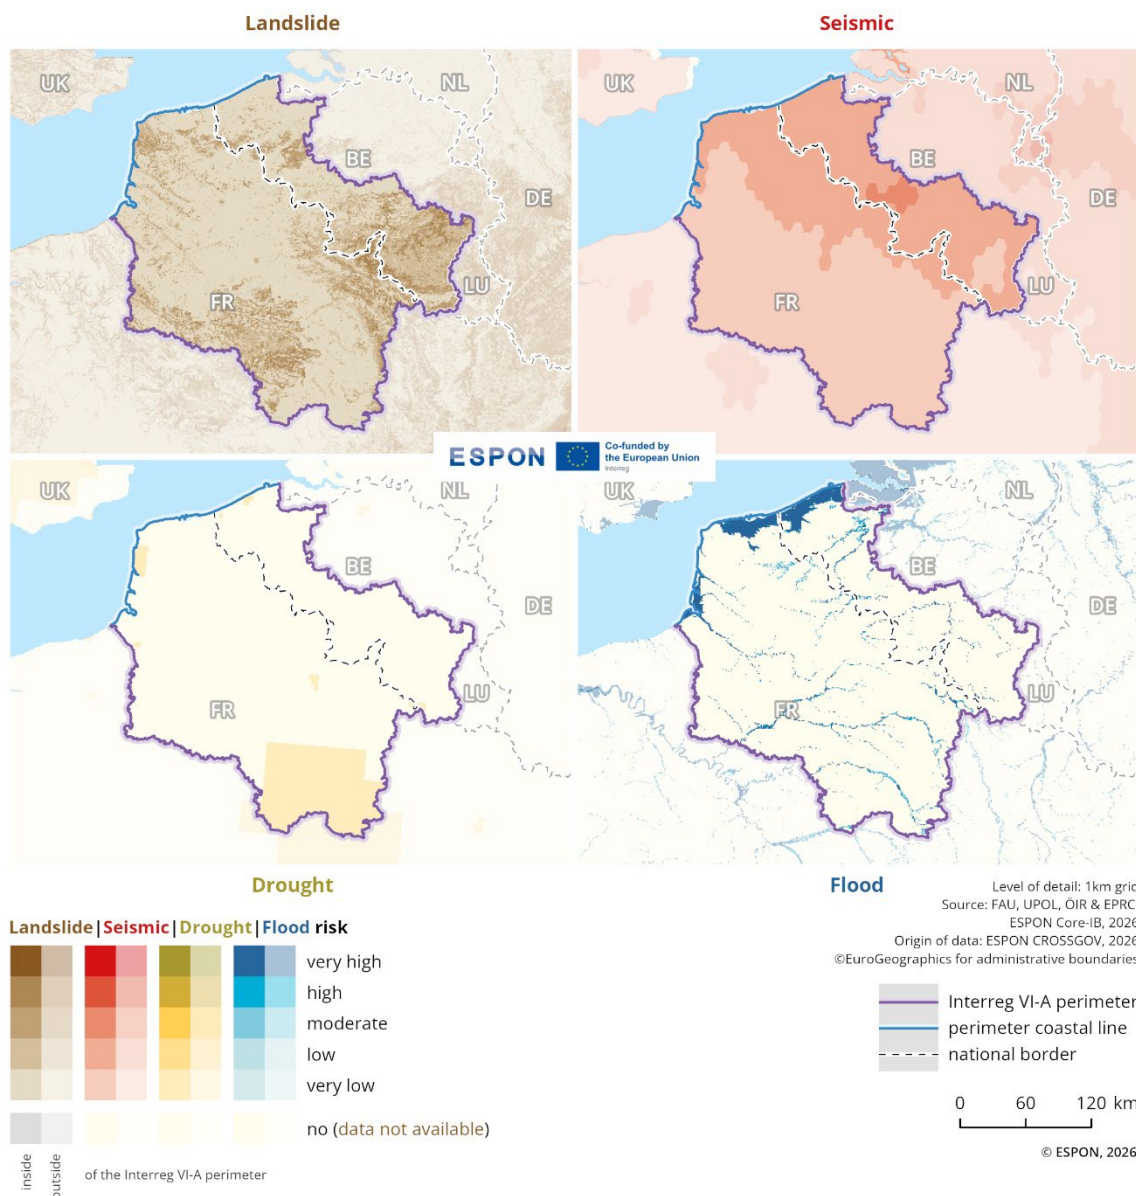 Landslide
Seismic
UK
NL
BE
DE
LU
FR
UK
NL
BE
DE
LU
FR
ESPON
Co-funded by
the European Union
Interreg
UK
NL
BE
DE
LU
FR
UK
NL
BE
DE
LU
FR
Drought
Flood
Level of detail: 1km grid
Source: FAU, UPOL, ÖIR & EPRC
ESPON Core-IB, 2026
Origin of data: ESPON CROSSGOV, 2026
©EuroGeographics for administrative boundaries
Landslide|Seismic|Drought|Flood risk
very high
high
moderate
low
very low
no (data not available)
inside
outside
of the Interreg VI-A perimeter
Interreg VI-A perimeter
perimeter coastal line
national border
0 60 120 km
© ESPON, 2026